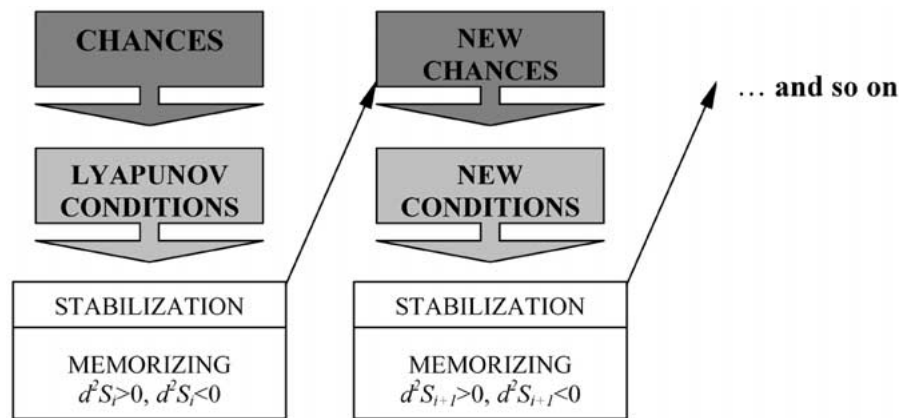 CHANCES
LYAPUNOV
CONDITIONS
STABILIZATION
MEMORIZING
d²Sᵢ>0, d²Sᵢ<0
NEW
CHANCES
NEW
CONDITIONS
STABILIZATION
MEMORIZING
d²Sᵢ₊₁>0, d²Sᵢ₊₁<0
… and so on